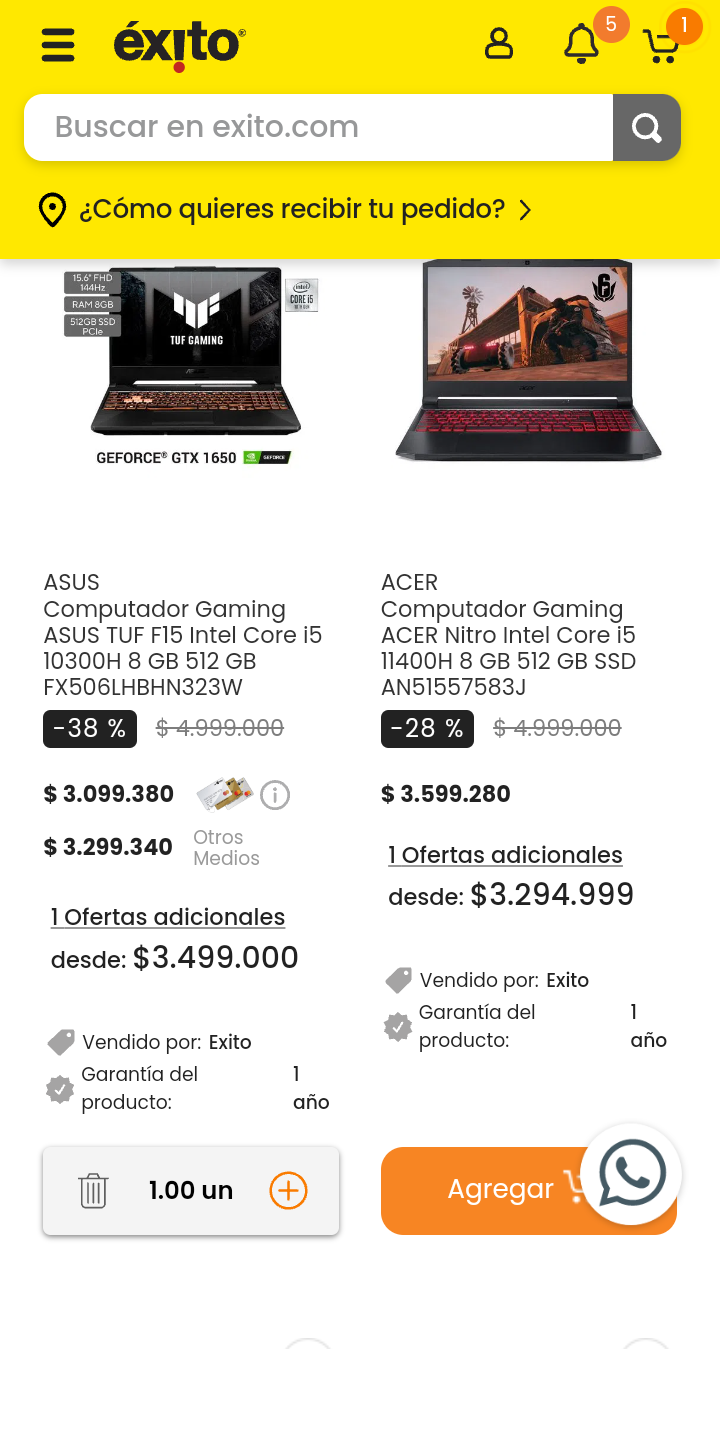 éxito®
5
1
Buscar en exito.com
¿Cómo quieres recibir tu pedido?
15.6" FHD
144Hz
RAM 8GB
512GB SSD
PCIe
intel
CORE i5
TUF GAMING
GEFORCE® GTX 1650
GEFORCE
ASUS
Computador Gaming
ASUS TUF F15 Intel Core i5
10300H 8 GB 512 GB
FX506LHBHN323W
-38 % $ 4.999.000
$ 3.099.380
$ 3.299.340 Otros
Medios
1 Ofertas adicionales
desde: $3.499.000
Vendido por: Exito
Garantía del
producto:
1
año
1.00 un
acer
ACER
Computador Gaming
ACER Nitro Intel Core i5
11400H 8 GB 512 GB SSD
AN51557583J
-28 % $ 4.999.000
$ 3.599.280
1 Ofertas adicionales
desde: $3.294.999
Vendido por: Exito
Garantía del
producto:
1
año
Agregar